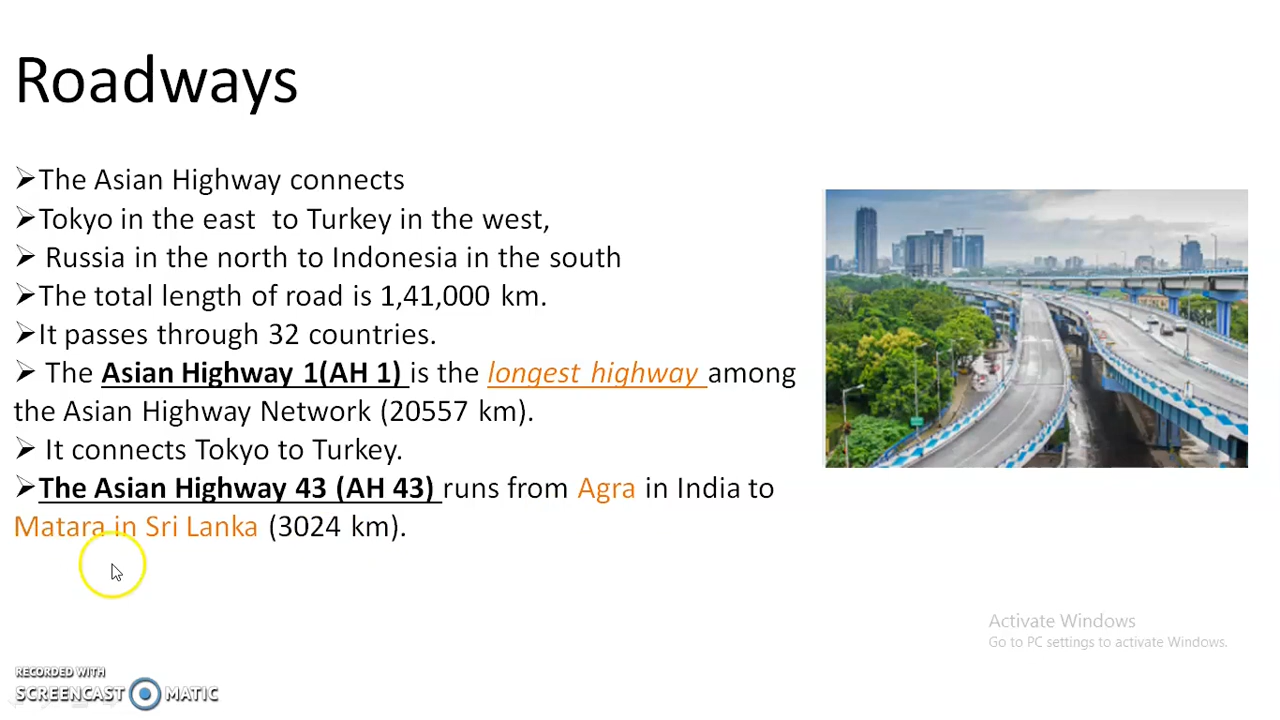 Roadways
➢The Asian Highway connects
➢Tokyo in the east to Turkey in the west,
➢ Russia in the north to Indonesia in the south
➢The total length of road is 1,41,000 km.
➢It passes through 32 countries.
➢ The Asian Highway 1(AH 1) is the longest highway among
the Asian Highway Network (20557 km).
➢ It connects Tokyo to Turkey.
➢The Asian Highway 43 (AH 43) runs from Agra in India to
Matara in Sri Lanka (3024 km).
Activate Windows
Go to PC settings to activate Windows.
RECORDED WITH
SCREENCAST MATIC